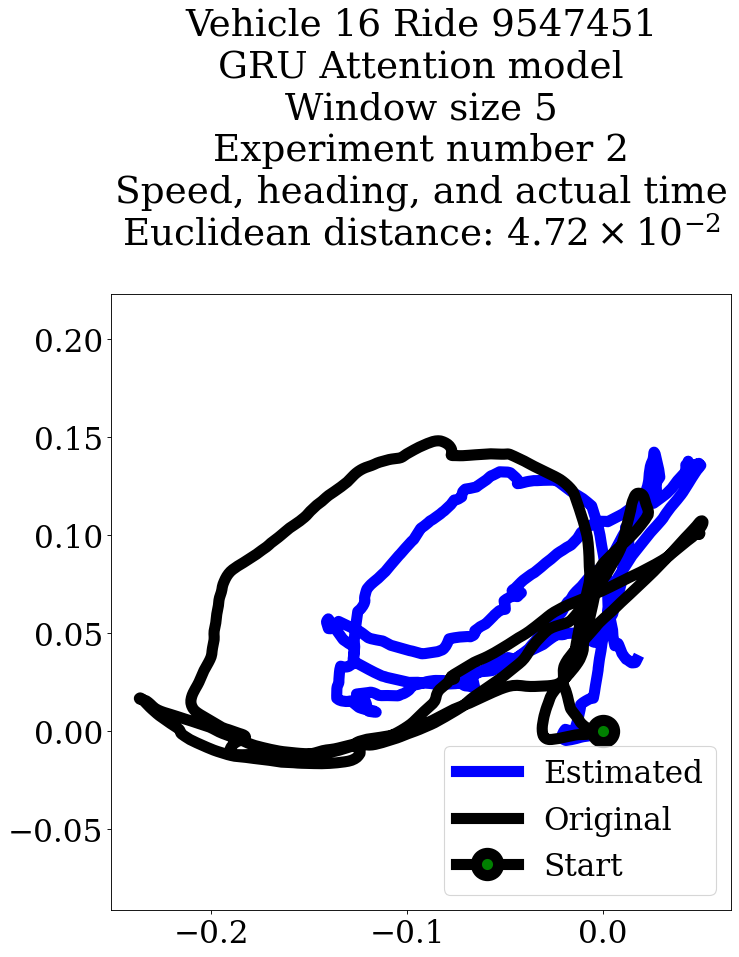 Vehicle 16 Ride 9547451
GRU Attention model
Window size 5
Experiment number 2
Speed, heading, and actual time
Euclidean distance: 4.72 × 10⁻²
0.20
0.15
0.10
0.05
0.00
−0.05
−0.2
−0.1
0.0
Estimated
Original
Start